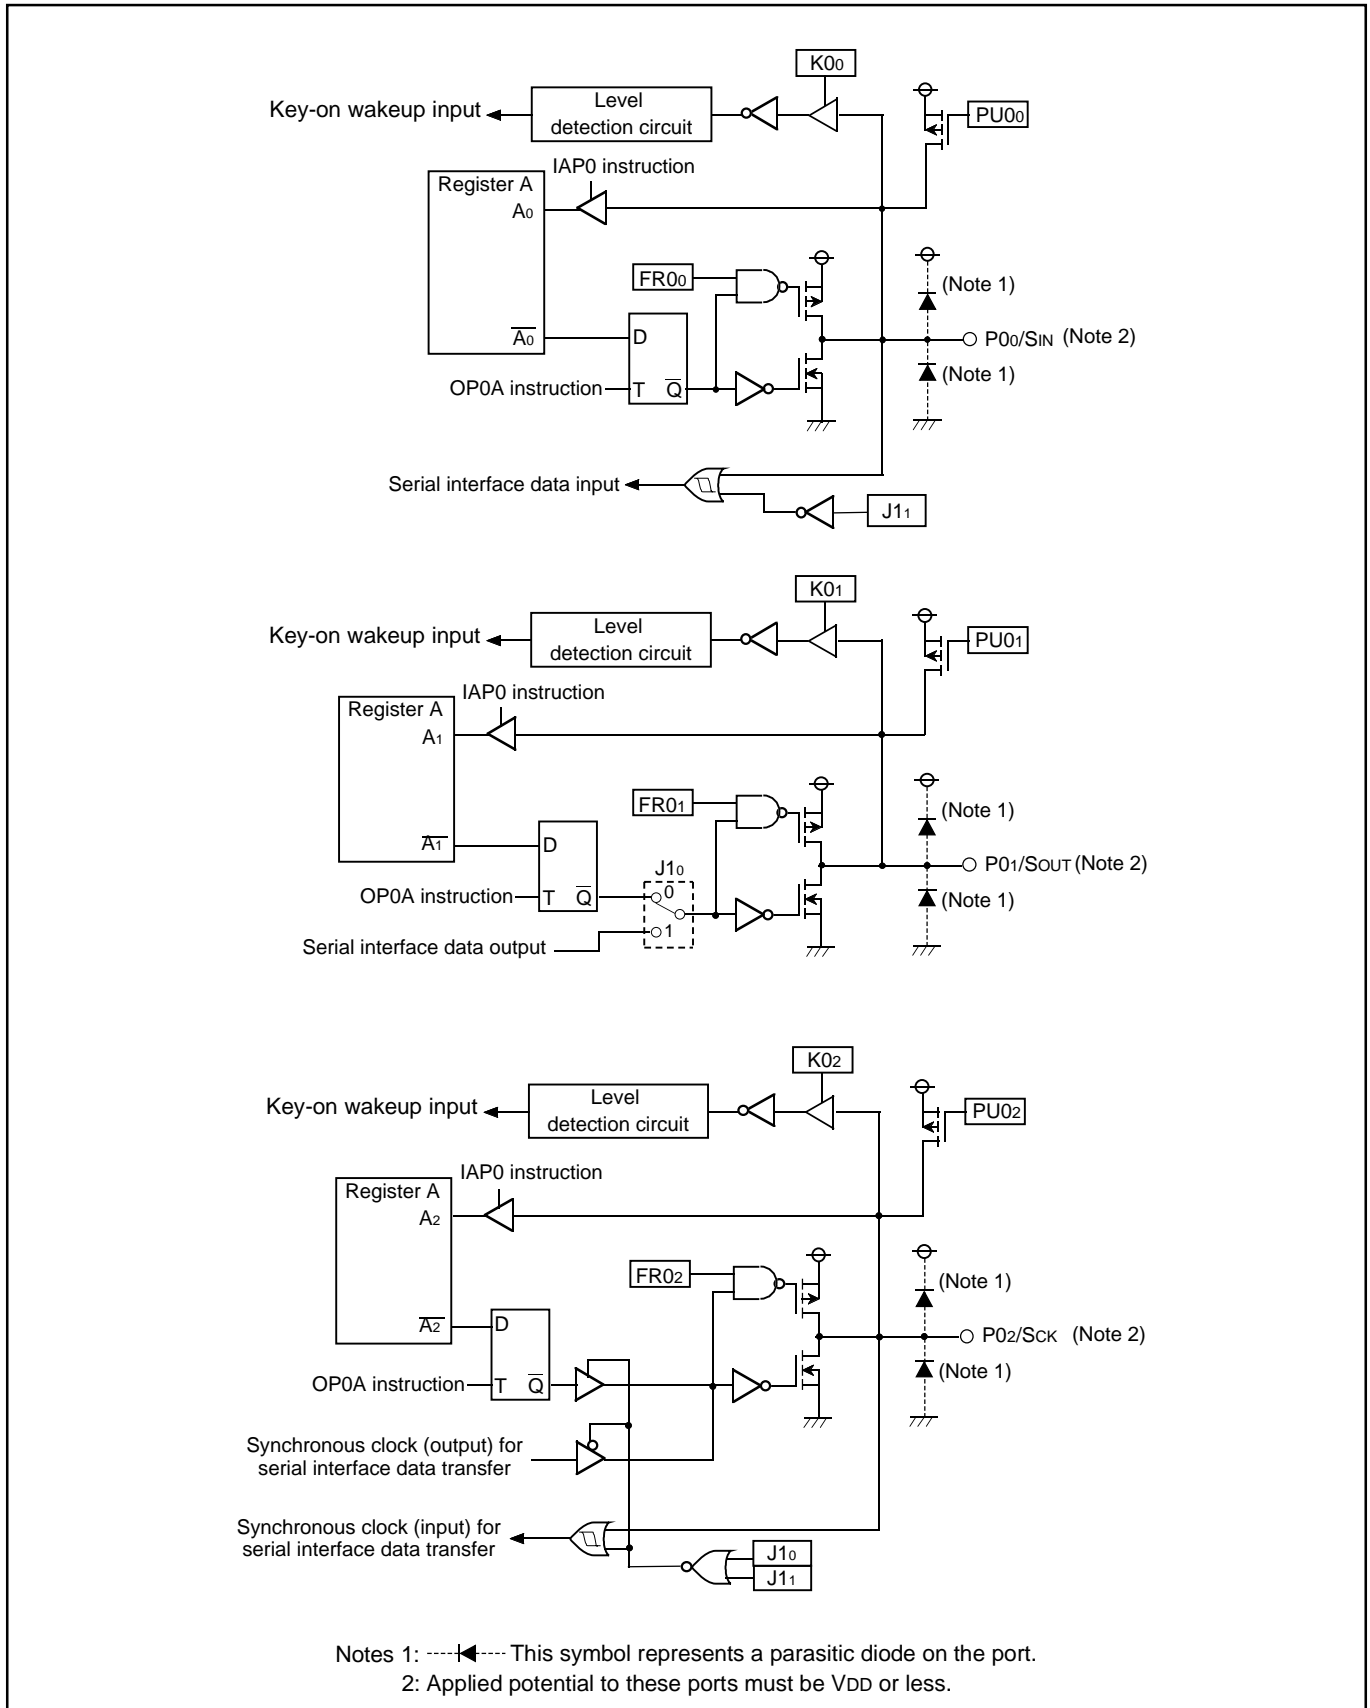 K00
Key-on wakeup input
Level
detection circuit
PU00
IAP0 instruction
Register A
A0
FR00
(Note 1)
A0
D
P00/SIN (Note 2)
OP0A instruction
T Q
(Note 1)
Serial interface data input
J11
K01
Key-on wakeup input
Level
detection circuit
PU01
IAP0 instruction
Register A
A1
FR01
(Note 1)
A1
D
P01/SOUT (Note 2)
J10
OP0A instruction
T Q
0
(Note 1)
1
Serial interface data output
K02
Key-on wakeup input
Level
detection circuit
PU02
IAP0 instruction
Register A
A2
FR02
(Note 1)
A2
D
P02/SCK (Note 2)
OP0A instruction
T Q
(Note 1)
Synchronous clock (output) for
serial interface data transfer
Synchronous clock (input) for
serial interface data transfer
J10
J11
Notes 1: This symbol represents a parasitic diode on the port.
2: Applied potential to these ports must be VDD or less.